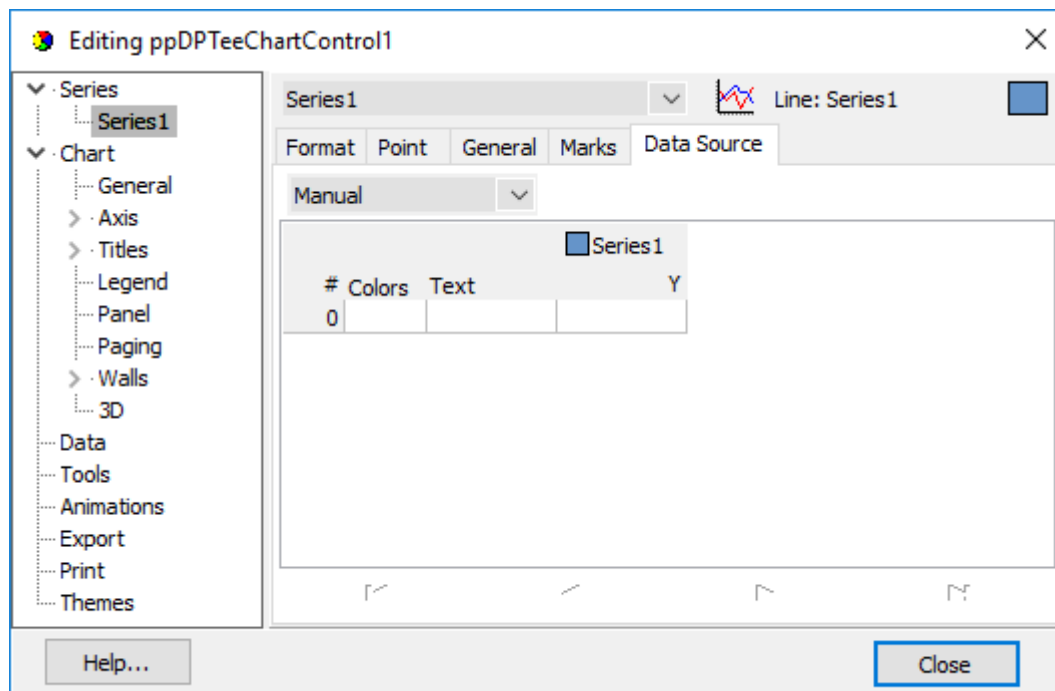 Editing ppDPTeeChartControl1
Series
Series1
Chart
General
Axis
Titles
Legend
Panel
Paging
Walls
3D
Data
Tools
Animations
Export
Print
Themes
Series1
Line: Series1
Format Point General Marks Data Source
Manual
Series1
# Colors Text Y
0
Help...
Close